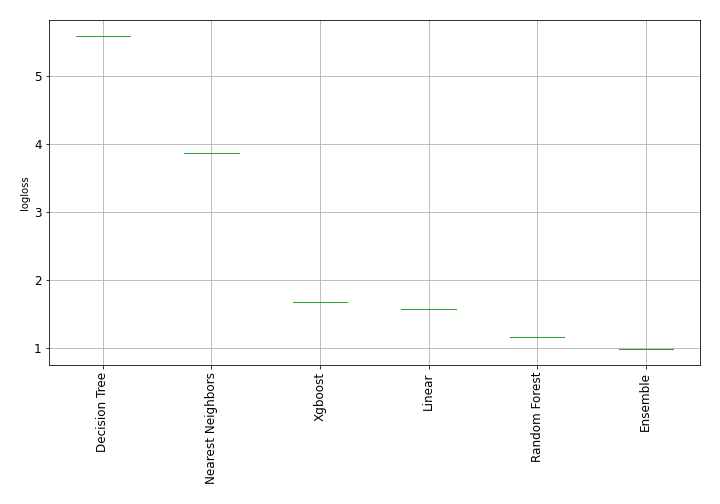 logloss
5
4
3
2
1
Decision Tree
Nearest Neighbors
Xgboost
Linear
Random Forest
Ensemble